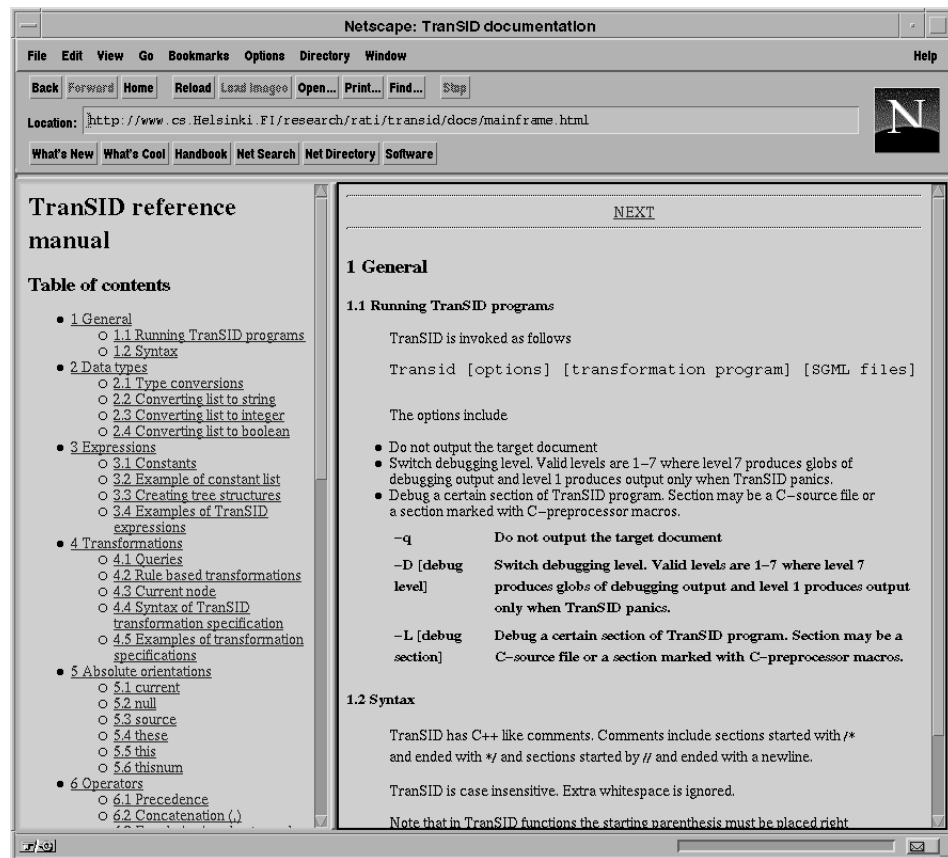 Netscape: TranSID documentation
File Edit View Go Bookmarks Options Directory Window Help
Back Forward Home Reload Load Images Open... Print... Find... Stop
Location: http://www.cs.Helsinki.FI/research/rati/transid/docs/mainframe.html
N
What's New What's Cool Handbook Net Search Net Directory Software
TranSID reference
manual
Table of contents
1 General
1.1 Running TranSID programs
1.2 Syntax
2 Data types
2.1 Type conversions
2.2 Converting list to string
2.3 Converting list to integer
2.4 Converting list to boolean
3 Expressions
3.1 Constants
3.2 Example of constant list
3.3 Creating tree structures
3.4 Examples of TranSID
expressions
4 Transformations
4.1 Queries
4.2 Rule based transformations
4.3 Current node
4.4 Syntax of TranSID
transformation specification
4.5 Examples of transformation
specifications
5 Absolute orientations
5.1 current
5.2 null
5.3 source
5.4 these
5.5 this
5.6 thisnum
6 Operators
6.1 Precedence
6.2 Concatenation (,)
NEXT
1 General
1.1 Running TranSID programs
TranSID is invoked as follows
Transid [options] [transformation program] [SGML files]
The options include
Do not output the target document
Switch debugging level. Valid levels are 1-7 where level 7 produces globs of
debugging output and level 1 produces output only when TranSID panics.
Debug a certain section of TranSID program. Section may be a C-source file or
a section marked with C-preprocessor macros.
-q Do not output the target document
-D [debug level] Switch debugging level. Valid levels are 1-7 where level 7
produces globs of debugging output and level 1 produces output
only when TranSID panics.
-L [debug section] Debug a certain section of TranSID program. Section may be a
C-source file or a section marked with C-preprocessor macros.
1.2 Syntax
TranSID has C++ like comments. Comments include sections started with /*
and ended with */ and sections started by // and ended with a newline.
TranSID is case insensitive. Extra whitespace is ignored.
Note that in TranSID functions the starting parenthesis must be placed right